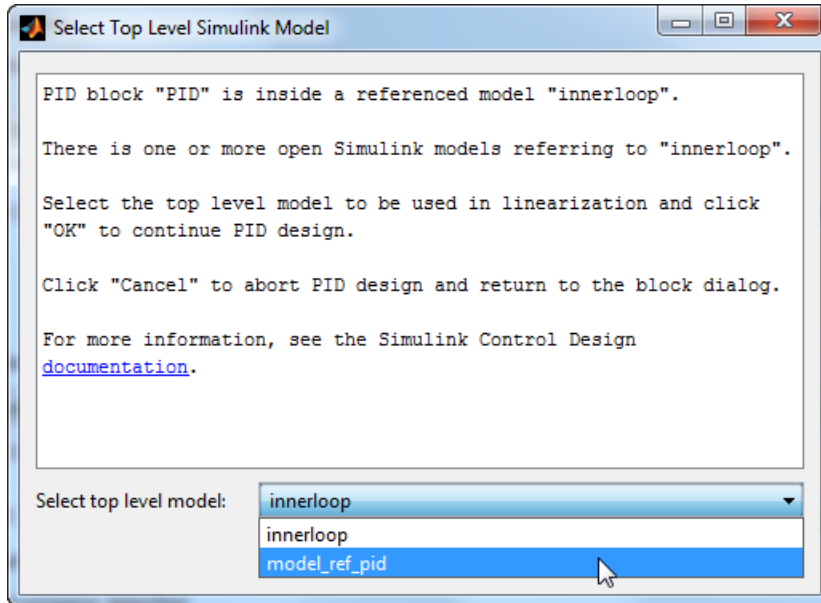 Select Top Level Simulink Model
PID block "PID" is inside a referenced model "innerloop".
There is one or more open Simulink models referring to "innerloop".
Select the top level model to be used in linearization and click
"OK" to continue PID design.
Click "Cancel" to abort PID design and return to the block dialog.
For more information, see the Simulink Control Design
documentation.
Select top level model: innerloop
innerloop
model_ref_pid